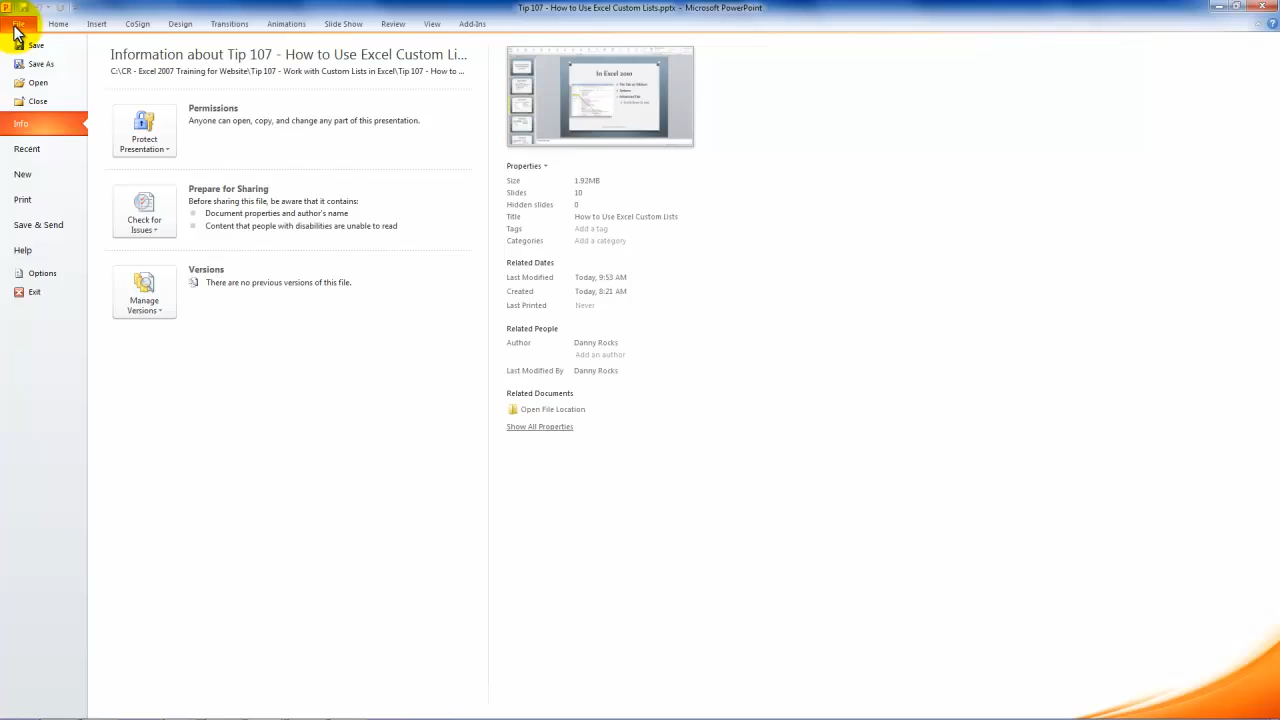 Tip 107 - How to Use Excel Custom Lists.pptx - Microsoft PowerPoint
File Home Insert CoSign Design Transitions Animations Slide Show Review View Add-Ins
Save
Save As
Open
Close
Info
Recent
New
Print
Save & Send
Help
Options
Exit
Information about Tip 107 - How to Use Excel Custom Li...
C:\CR - Excel 2007 Training for Website\Tip 107 - Work with Custom Lists in Excel\Tip 107 - How to ...
Protect
Presentation
Permissions
Anyone can open, copy, and change any part of this presentation.
Check for
Issues
Prepare for Sharing
Before sharing this file, be aware that it contains:
Document properties and author's name
Content that people with disabilities are unable to read
Manage
Versions
Versions
There are no previous versions of this file.
In Excel 2010
Properties
Size 1.92MB
Slides 10
Hidden slides 0
Title How to Use Excel Custom Lists
Tags Add a tag
Categories Add a category
Related Dates
Last Modified Today, 9:53 AM
Created Today, 8:21 AM
Last Printed Never
Related People
Author Danny Rocks
Add an author
Last Modified By Danny Rocks
Related Documents
Open File Location
Show All Properties